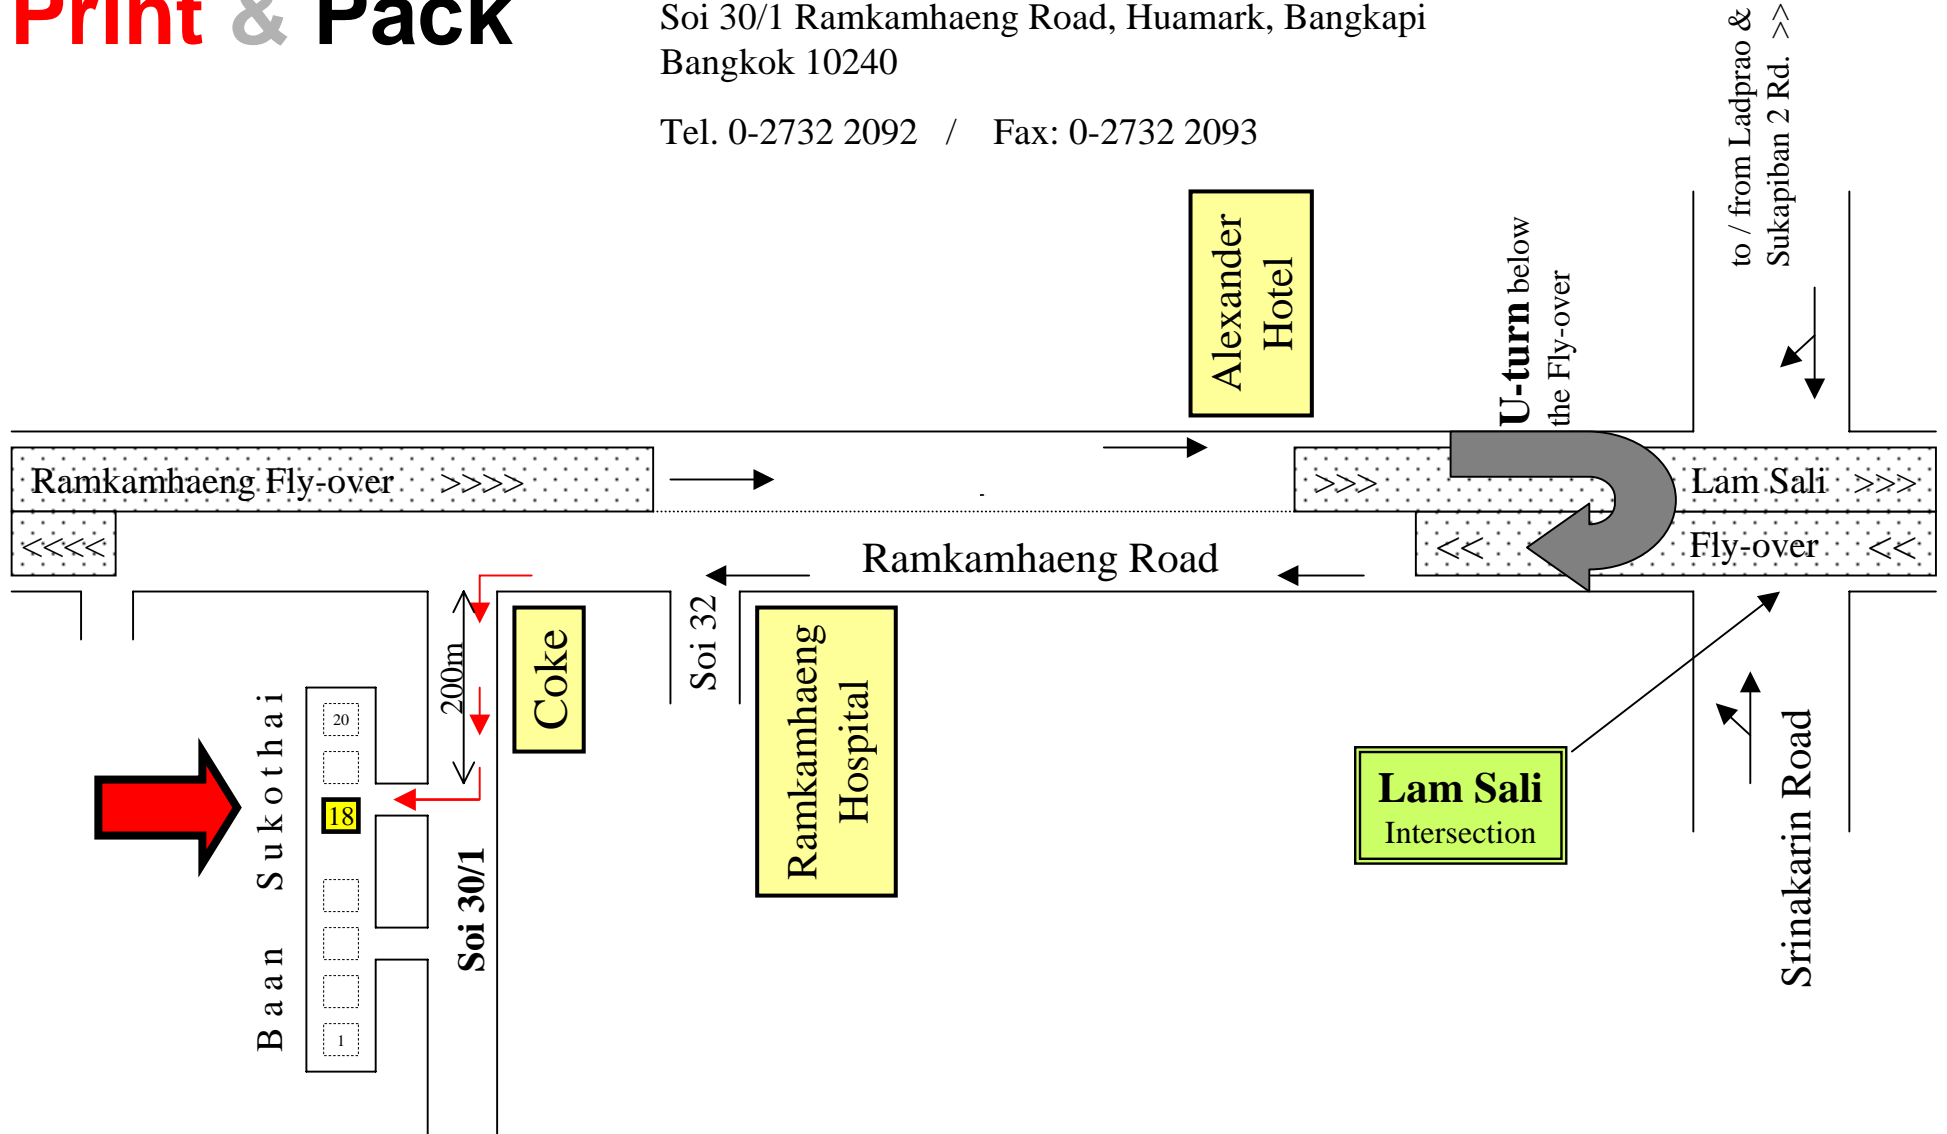 Print & Pack
Soi 30/1 Ramkamhaeng Road, Huamark, Bangkapi
Bangkok 10240
Tel. 0-2732 2092 / Fax: 0-2732 2093
to / from Ladprao &
Sukapiban 2 Rd. >>
Alexander
Hotel
U-turn below
the Fly-over
Ramkamhaeng Fly-over >>>>
-
>>>
Lam Sali >>>
<<<<
Ramkamhaeng Road
<<
Fly-over <<
200m
Coke
Soi 32
Ramkamhaeng
Hospital
Lam Sali
Intersection
Srinakarin Road
Baan Sukothai
20
18
1
Soi 30/1